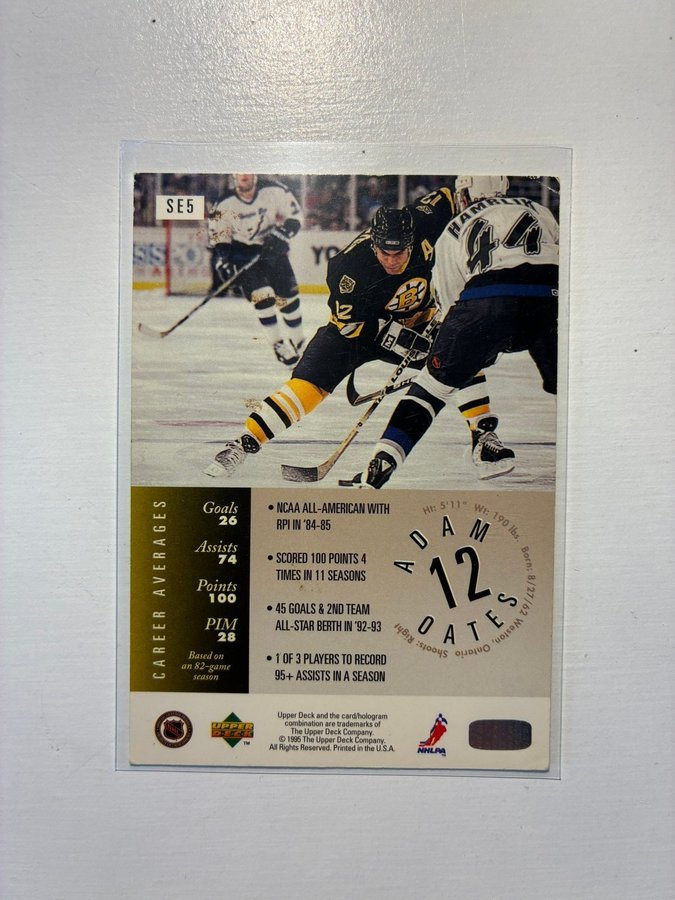 SE5
YO
HAMRLIK
44
12
A
B
12
CAREER AVERAGES
Goals
26
Assists
74
Points
100
PIM
28
Based on
an 82-game
season
• NCAA ALL-AMERICAN WITH
RPI IN '84-85
• SCORED 100 POINTS 4
TIMES IN 11 SEASONS
• 45 GOALS & 2ND TEAM
ALL-STAR BERTH IN '92-93
• 1 OF 3 PLAYERS TO RECORD
95+ ASSISTS IN A SEASON
Ht: 5'11" Wt: 190 lbs. Born: 8/27/62 Weston, Ontario Shoots: Right
ADAM
12
OATES
NHL
UPPER
DECK
TM
Upper Deck and the card/hologram
combination are trademarks of
The Upper Deck Company.
© 1995 The Upper Deck Company.
All Rights Reserved. Printed in the U.S.A.
NHLPA